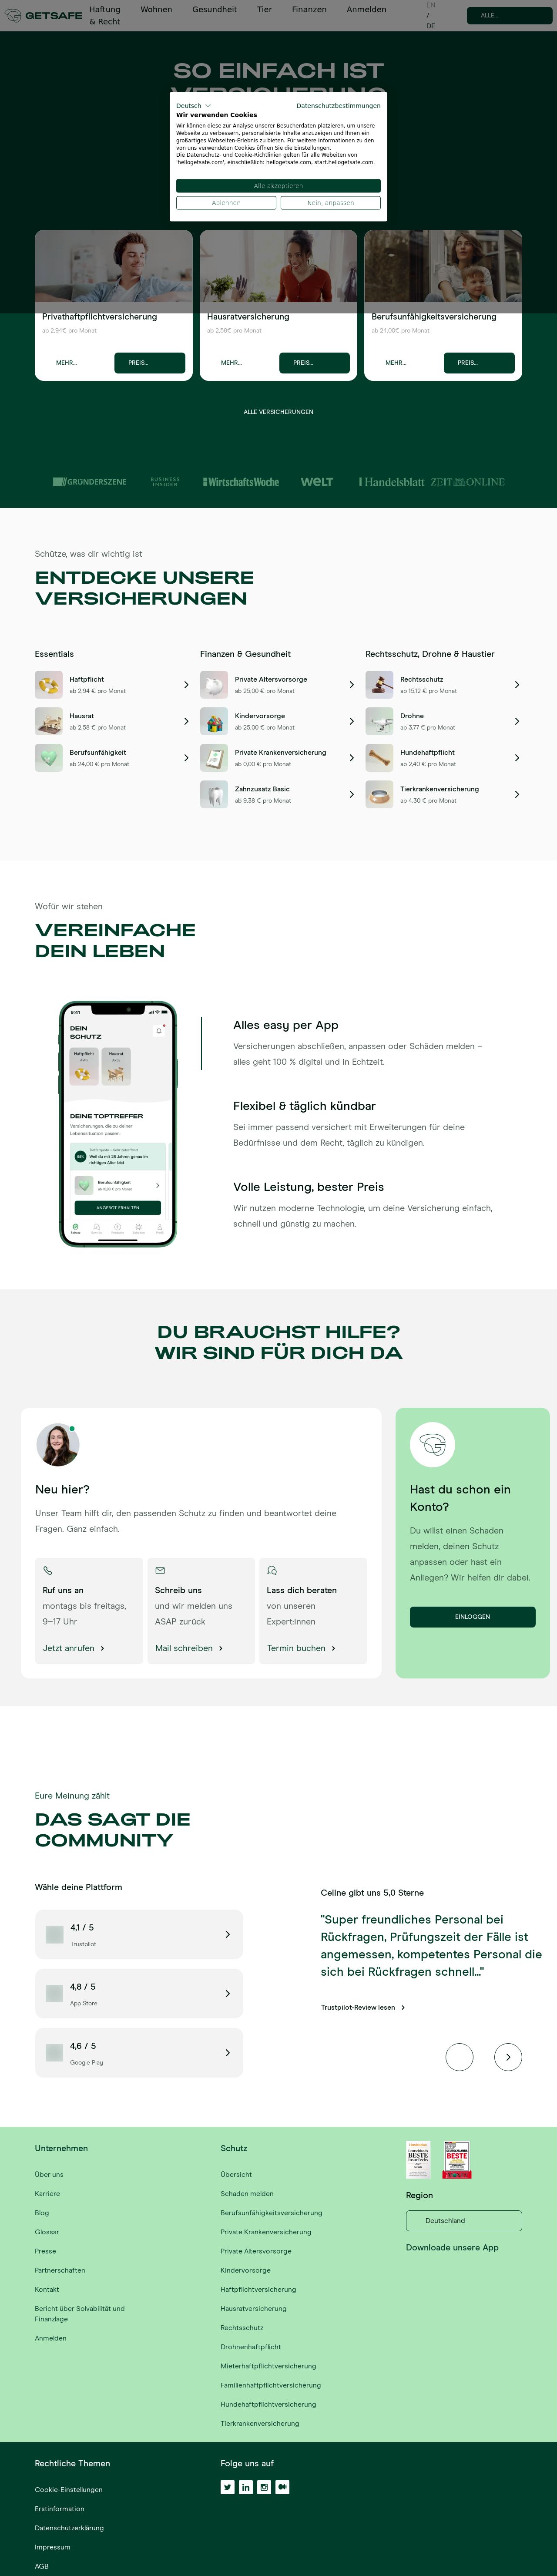 GETSAFE
Haftung & Recht
Wohnen
Gesundheit
Tier
Finanzen
Anmelden
EN
/
DE
ALLE...
SO EINFACH IST
Deutsch
Datenschutzbestimmungen
Wir verwenden Cookies
Wir können diese zur Analyse unserer Besucherdaten platzieren, um unsere
Webseite zu verbessern, personalisierte Inhalte anzuzeigen und Ihnen ein
großartiges Webseiten-Erlebnis zu bieten. Für weitere Informationen zu den
von uns verwendeten Cookies öffnen Sie die Einstellungen.
Die Datenschutz- und Cookie-Richtlinien gelten für alle Webseiten von
'hellogetsafe.com', einschließlich: hellogetsafe.com, start.hellogetsafe.com.
Alle akzeptieren
Ablehnen
Nein, anpassen
Privathaftpflichtversicherung
ab 2,94€ pro Monat
MEHR...
PREIS...
Hausratversicherung
ab 2,58€ pro Monat
MEHR...
PREIS...
Berufsunfähigkeitsversicherung
ab 24,00€ pro Monat
MEHR...
PREIS...
ALLE VERSICHERUNGEN
GRÜNDERSZENE
BUSINESS
INSIDER
WirtschaftsWoche
WELT
Handelsblatt
ZEIT ONLINE
Schütze, was dir wichtig ist
ENTDECKE UNSERE
VERSICHERUNGEN
Essentials
Haftpflicht
ab 2,94 € pro Monat
Hausrat
ab 2,58 € pro Monat
Berufsunfähigkeit
ab 24,00 € pro Monat
Finanzen & Gesundheit
Private Altersvorsorge
ab 25,00 € pro Monat
Kindervorsorge
ab 25,00 € pro Monat
Private Krankenversicherung
ab 0,00 € pro Monat
Zahnzusatz Basic
ab 9,38 € pro Monat
Rechtsschutz, Drohne & Haustier
Rechtsschutz
ab 15,12 € pro Monat
Drohne
ab 3,77 € pro Monat
Hundehaftpflicht
ab 2,40 € pro Monat
Tierkrankenversicherung
ab 4,30 € pro Monat
Wofür wir stehen
VEREINFACHE
DEIN LEBEN
9:41
DEIN
SCHUTZ
Haftpflicht
Hausrat
DEINE TOPTREFFER
Versicherungen, die zu deiner
Lebenssituation passen.
Weil du mit 28 Jahren genau im
richtigen Alter bist
Berufsunfähigkeit
ANGEBOT ERHALTEN
Alles easy per App
Versicherungen abschließen, anpassen oder Schäden melden –
alles geht 100 % digital und in Echtzeit.
Flexibel & täglich kündbar
Sei immer passend versichert mit Erweiterungen für deine
Bedürfnisse und dem Recht, täglich zu kündigen.
Volle Leistung, bester Preis
Wir nutzen moderne Technologie, um deine Versicherung einfach,
schnell und günstig zu machen.
DU BRAUCHST HILFE?
WIR SIND FÜR DICH DA
Neu hier?
Unser Team hilft dir, den passenden Schutz zu finden und beantwortet deine
Fragen. Ganz einfach.
Ruf uns an
montags bis freitags,
9–17 Uhr
Jetzt anrufen
Schreib uns
und wir melden uns
ASAP zurück
Mail schreiben
Lass dich beraten
von unseren
Expert:innen
Termin buchen
Hast du schon ein
Konto?
Du willst einen Schaden
melden, deinen Schutz
anpassen oder hast ein
Anliegen? Wir helfen dir dabei.
EINLOGGEN
Eure Meinung zählt
DAS SAGT DIE
COMMUNITY
Wähle deine Plattform
4,1 / 5
Trustpilot
4,8 / 5
App Store
4,6 / 5
Google Play
Celine gibt uns 5,0 Sterne
"Super freundliches Personal bei
Rückfragen, Prüfungszeit der Fälle ist
angemessen, kompetentes Personal die
sich bei Rückfragen schnell..."
Trustpilot-Review lesen
Unternehmen
Über uns
Karriere
Blog
Glossar
Presse
Partnerschaften
Kontakt
Bericht über Solvabilität und
Finanzlage
Anmelden
Schutz
Übersicht
Schaden melden
Berufsunfähigkeitsversicherung
Private Krankenversicherung
Private Altersvorsorge
Kindervorsorge
Haftpflichtversicherung
Hausratversicherung
Rechtsschutz
Drohnenhaftpflicht
Mieterhaftpflichtversicherung
Familienhaftpflichtversicherung
Hundehaftpflichtversicherung
Tierkrankenversicherung
BESTE
BESTE
Region
Deutschland
Downloade unsere App
Rechtliche Themen
Cookie-Einstellungen
Erstinformation
Datenschutzerklärung
Impressum
AGB
Folge uns auf